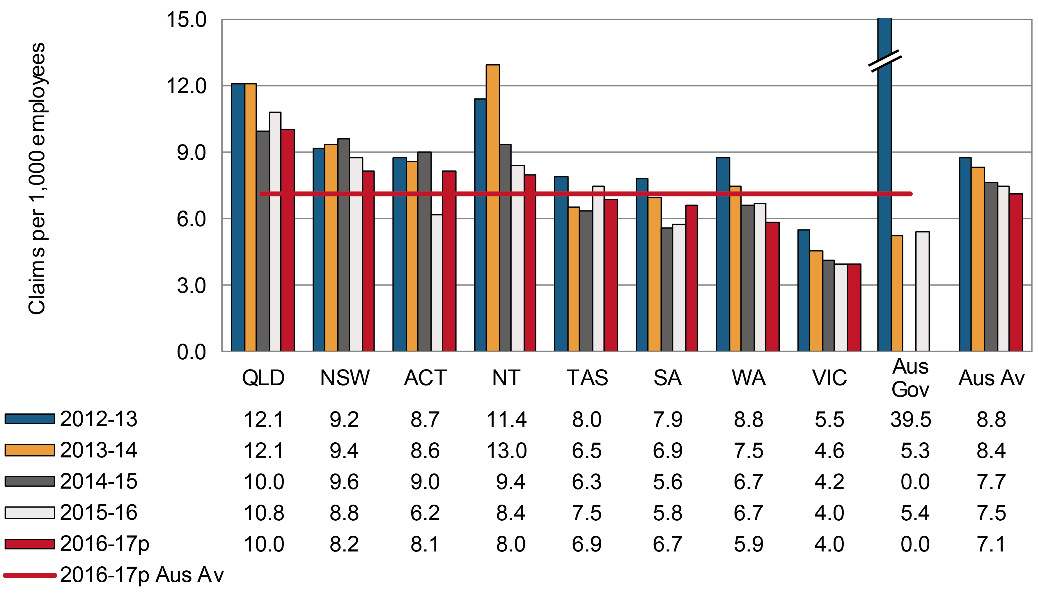 Claims per 1,000 employees
15.0
12.0
9.0
6.0
3.0
0.0
QLD NSW ACT NT TAS SA WA VIC Aus Gov Aus Av
2012-13 12.1 9.2 8.7 11.4 8.0 7.9 8.8 5.5 39.5 8.8
2013-14 12.1 9.4 8.6 13.0 6.5 6.9 7.5 4.6 5.3 8.4
2014-15 10.0 9.6 9.0 9.4 6.3 5.6 6.7 4.2 0.0 7.7
2015-16 10.8 8.8 6.2 8.4 7.5 5.8 6.7 4.0 5.4 7.5
2016-17p 10.0 8.2 8.1 8.0 6.9 6.7 5.9 4.0 0.0 7.1
2016-17p Aus Av